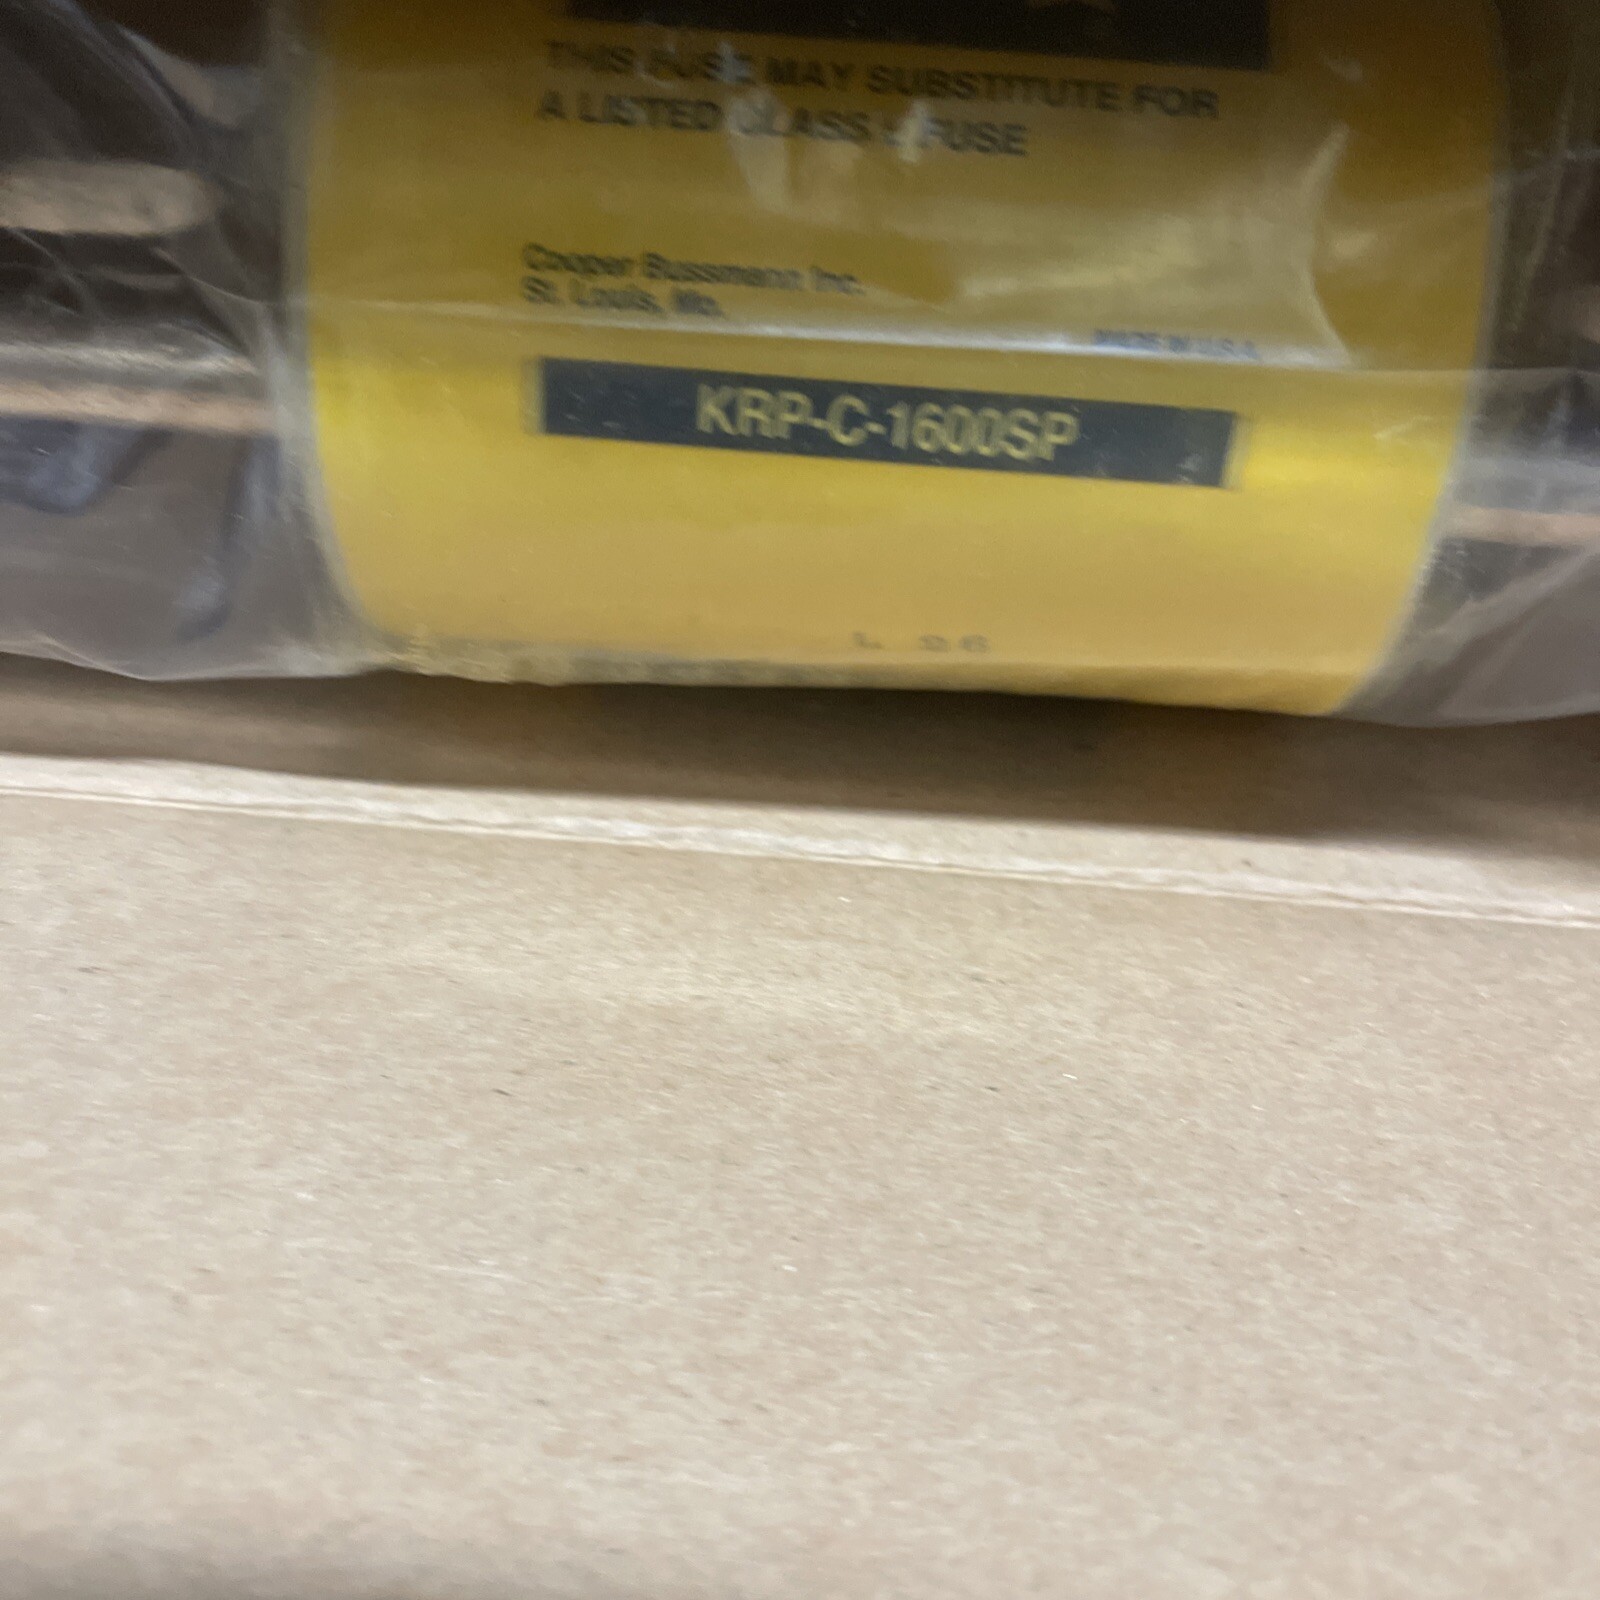 THIS FUSE MAY SUBSTITUTE FOR
A LISTED CLASS L FUSE
Cooper Bussmann Inc.
St. Louis, Mo.
MADE IN U.S.A.
KRP-C-1600SP